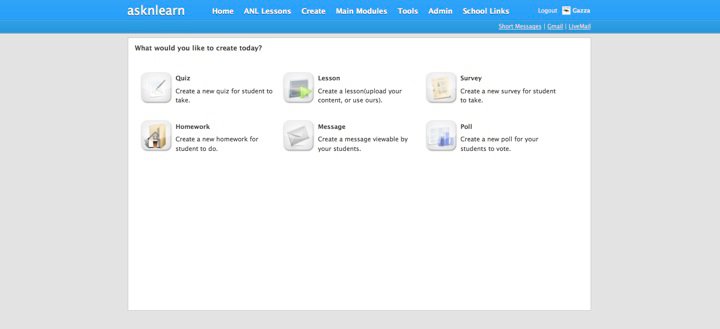 asknlearn Home ANL Lessons Create Main Modules Tools Admin School Links Logout Gazza
Short Messages | Gmail | LiveMail
What would you like to create today?
Quiz
Create a new quiz for student to
take.
Lesson
Create a lesson(upload your
content, or use ours).
Survey
Create a new survey for student
to take.
Homework
Create a new homework for
student to do.
Message
Create a message viewable by
your students.
Poll
Create a new poll for your
students to vote.